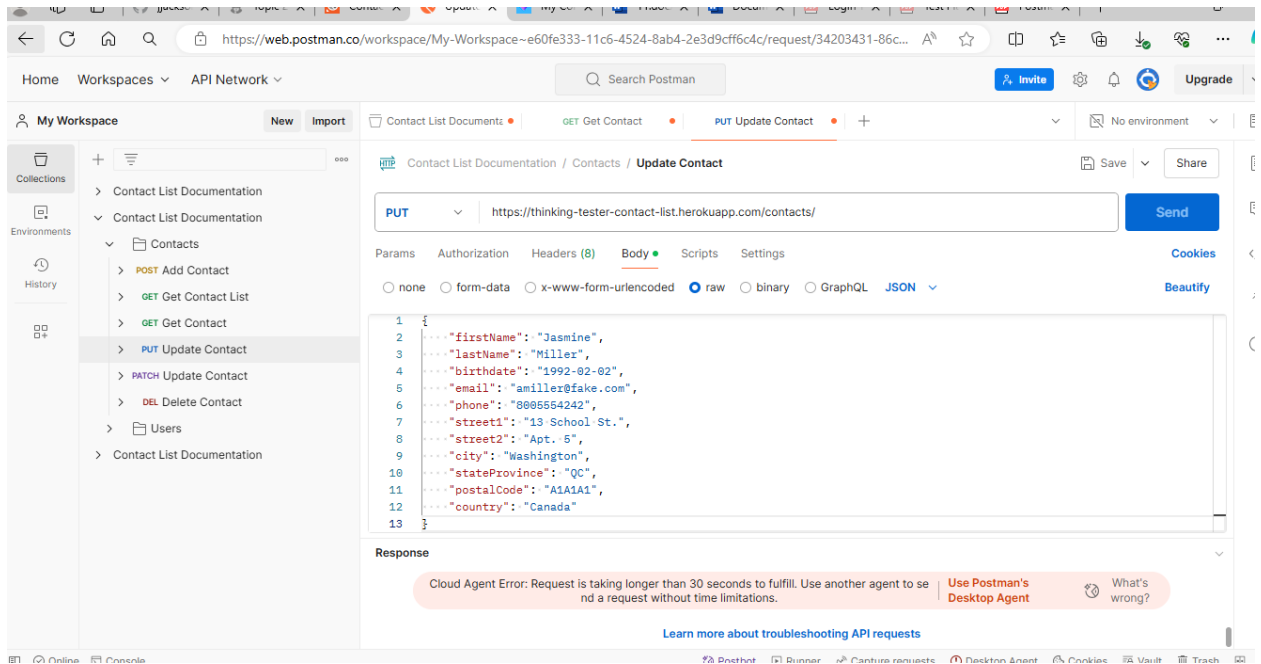 https://web.postman.co/workspace/My-Workspace~e60fe333-11c6-4524-8ab4-2e3d9cff6c4c/request/34203431-86c...
Home Workspaces API Network Search Postman Invite Upgrade
My Workspace New Import Contact List Documenta GET Get Contact PUT Update Contact No environment
Collections
Environments
History
Contact List Documentation
Contact List Documentation
Contacts
POST Add Contact
GET Get Contact List
GET Get Contact
PUT Update Contact
PATCH Update Contact
DEL Delete Contact
Users
Contact List Documentation
HTTP Contact List Documentation / Contacts / Update Contact Save Share
PUT https://thinking-tester-contact-list.herokuapp.com/contacts/ Send
Params Authorization Headers (8) Body Scripts Settings Cookies
none form-data x-www-form-urlencoded raw binary GraphQL JSON Beautify
1 {
2 "firstName": "Jasmine",
3 "lastName": "Miller",
4 "birthdate": "1992-02-02",
5 "email": "amiller@fake.com",
6 "phone": "8005554242",
7 "street1": "13 School St.",
8 "street2": "Apt. 5",
9 "city": "Washington",
10 "stateProvince": "QC",
11 "postalCode": "A1A1A1",
12 "country": "Canada"
13 }
Response
Cloud Agent Error: Request is taking longer than 30 seconds to fulfill. Use another agent to se
nd a request without time limitations.
Use Postman's
Desktop Agent
What's
wrong?
Learn more about troubleshooting API requests
Online Console Postbot Runner Capture requests Desktop Agent Cookies Vault Trash